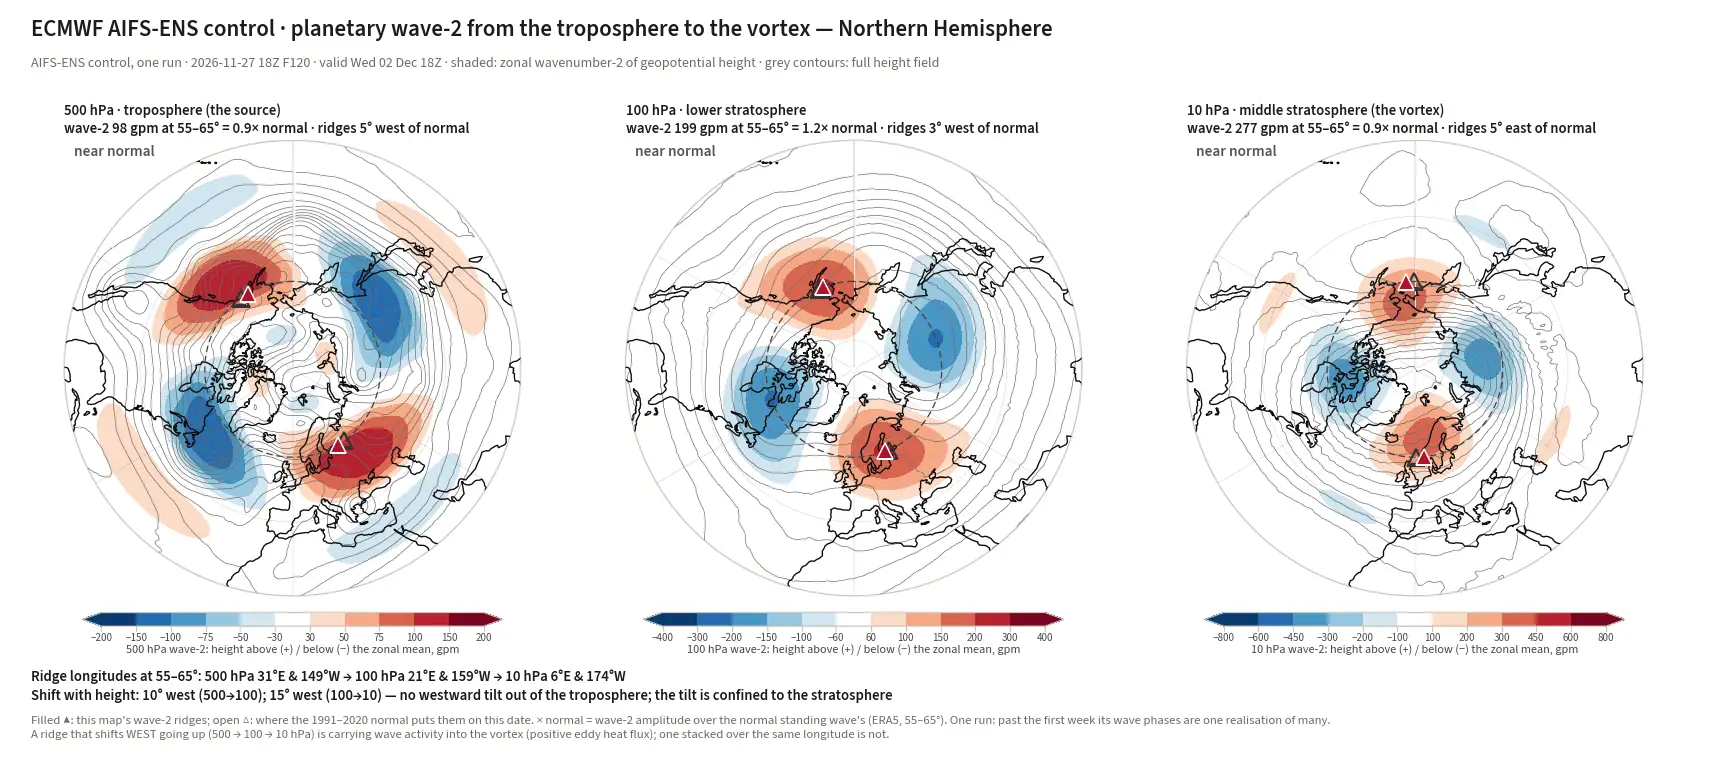 ECMWF AIFS-ENS control · planetary wave-2 from the troposphere to the vortex — Northern Hemisphere
AIFS-ENS control, one run · 2026-11-27 18Z F120 · valid Wed 02 Dec 18Z · shaded: zonal wavenumber-2 of geopotential height · grey contours: full height field
500 hPa · troposphere (the source)
wave-2 98 gpm at 55–65° = 0.9× normal · ridges 5° west of normal
near normal
100 hPa · lower stratosphere
wave-2 199 gpm at 55–65° = 1.2× normal · ridges 3° west of normal
near normal
10 hPa · middle stratosphere (the vortex)
wave-2 277 gpm at 55–65° = 0.9× normal · ridges 5° east of normal
near normal
−200 −150 −100 −75 −50 −30 30 50 75 100 150 200
500 hPa wave-2: height above (+) / below (−) the zonal mean, gpm
−400 −300 −200 −150 −100 −60 60 100 150 200 300 400
100 hPa wave-2: height above (+) / below (−) the zonal mean, gpm
−800 −600 −450 −300 −200 −100 100 200 300 450 600 800
10 hPa wave-2: height above (+) / below (−) the zonal mean, gpm
Ridge longitudes at 55–65°: 500 hPa 31°E & 149°W → 100 hPa 21°E & 159°W → 10 hPa 6°E & 174°W
Shift with height: 10° west (500→100); 15° west (100→10) — no westward tilt out of the troposphere; the tilt is confined to the stratosphere
Filled ▲: this map's wave-2 ridges; open △: where the 1991–2020 normal puts them on this date. × normal = wave-2 amplitude over the normal standing wave's (ERA5, 55–65°). One run: past the first week its wave phases are one realisation of many.
A ridge that shifts WEST going up (500 → 100 → 10 hPa) is carrying wave activity into the vortex (positive eddy heat flux); one stacked over the same longitude is not.